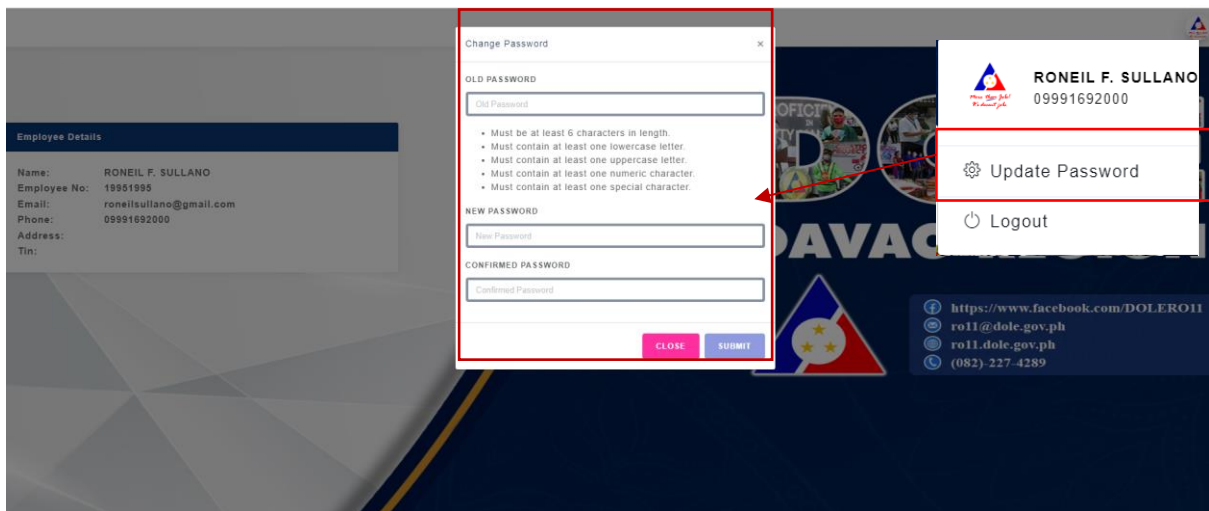 Change Password ×
OLD PASSWORD
Old Password
• Must be at least 6 characters in length.
• Must contain at least one lowercase letter.
• Must contain at least one uppercase letter.
• Must contain at least one numeric character.
• Must contain at least one special character.
NEW PASSWORD
New Password
CONFIRMED PASSWORD
Confirmed Password
CLOSE SUBMIT
Employee Details
Name: RONEIL F. SULLANO
Employee No: 19951995
Email: roneilsullano@gmail.com
Phone: 09991692000
Address:
Tin:
RONEIL F. SULLANO
09991692000
Update Password
Logout
https://www.facebook.com/DOLERO11
ro11@dole.gov.ph
ro11.dole.gov.ph
(082)-227-4289